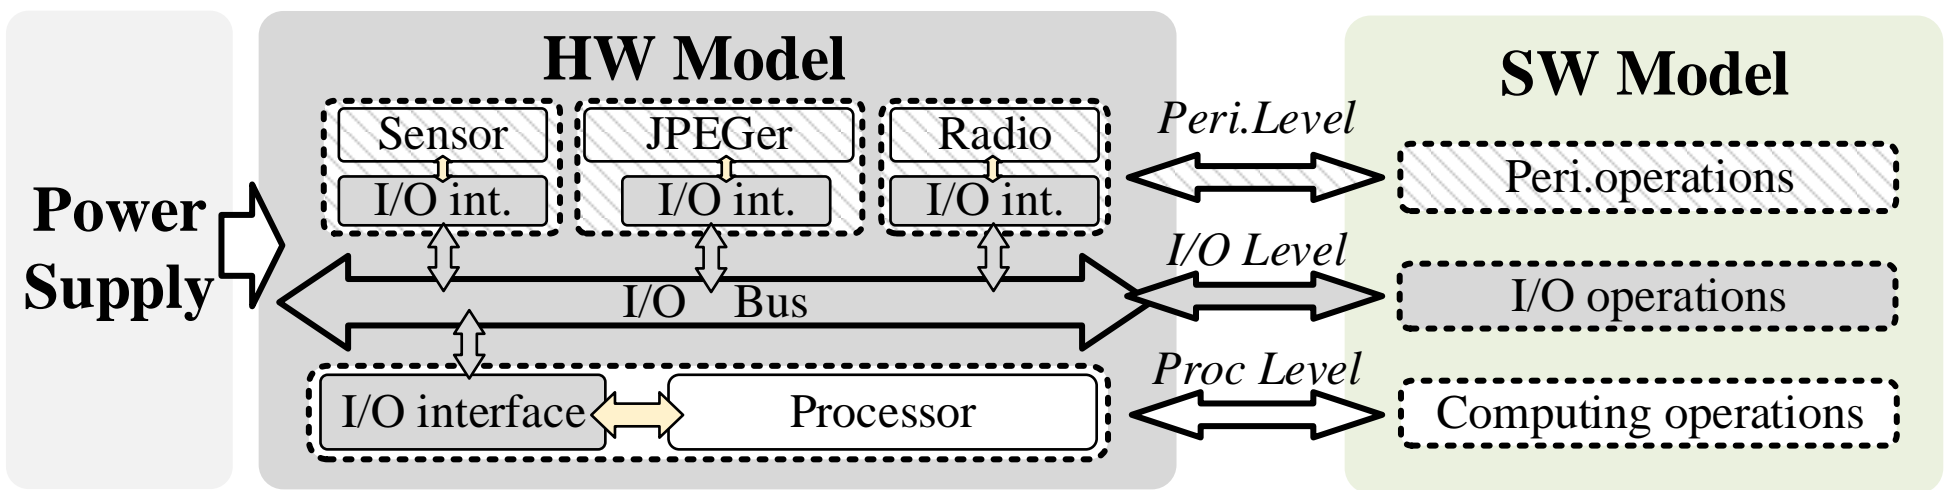 Power
Supply
HW Model
Sensor
I/O int.
JPEGer
I/O int.
Radio
I/O int.
I/O Bus
I/O interface
Processor
Peri.Level
I/O Level
Proc Level
SW Model
Peri.operations
I/O operations
Computing operations